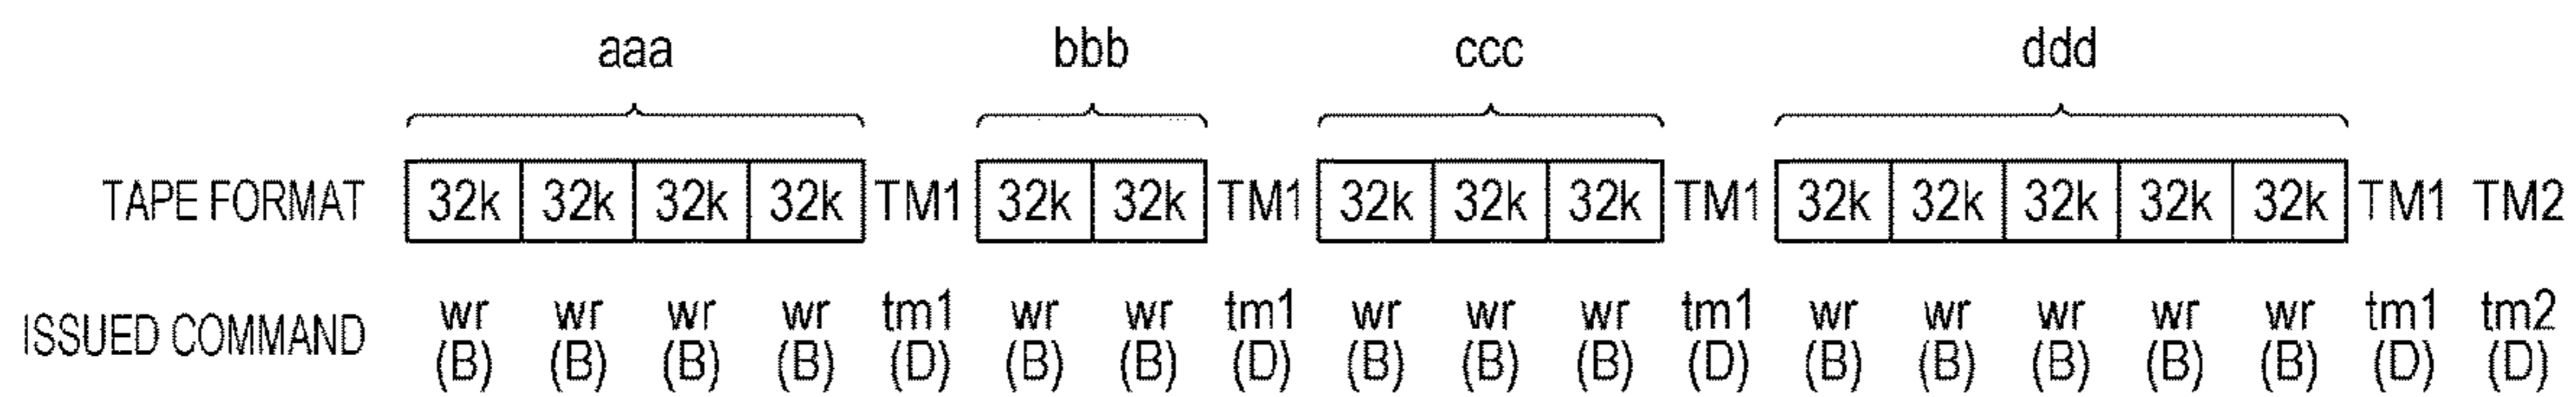 aaa bbb ccc ddd
TAPE FORMAT 32k 32k 32k 32k TM1 32k 32k TM1 32k 32k 32k TM1 32k 32k 32k 32k 32k TM1 TM2
ISSUED COMMAND wr wr wr wr tm1 wr wr tm1 wr wr wr tm1 wr wr wr wr wr tm1 tm2
(B) (B) (B) (B) (D) (B) (B) (D) (B) (B) (B) (D) (B) (B) (B) (B) (B) (D) (D)